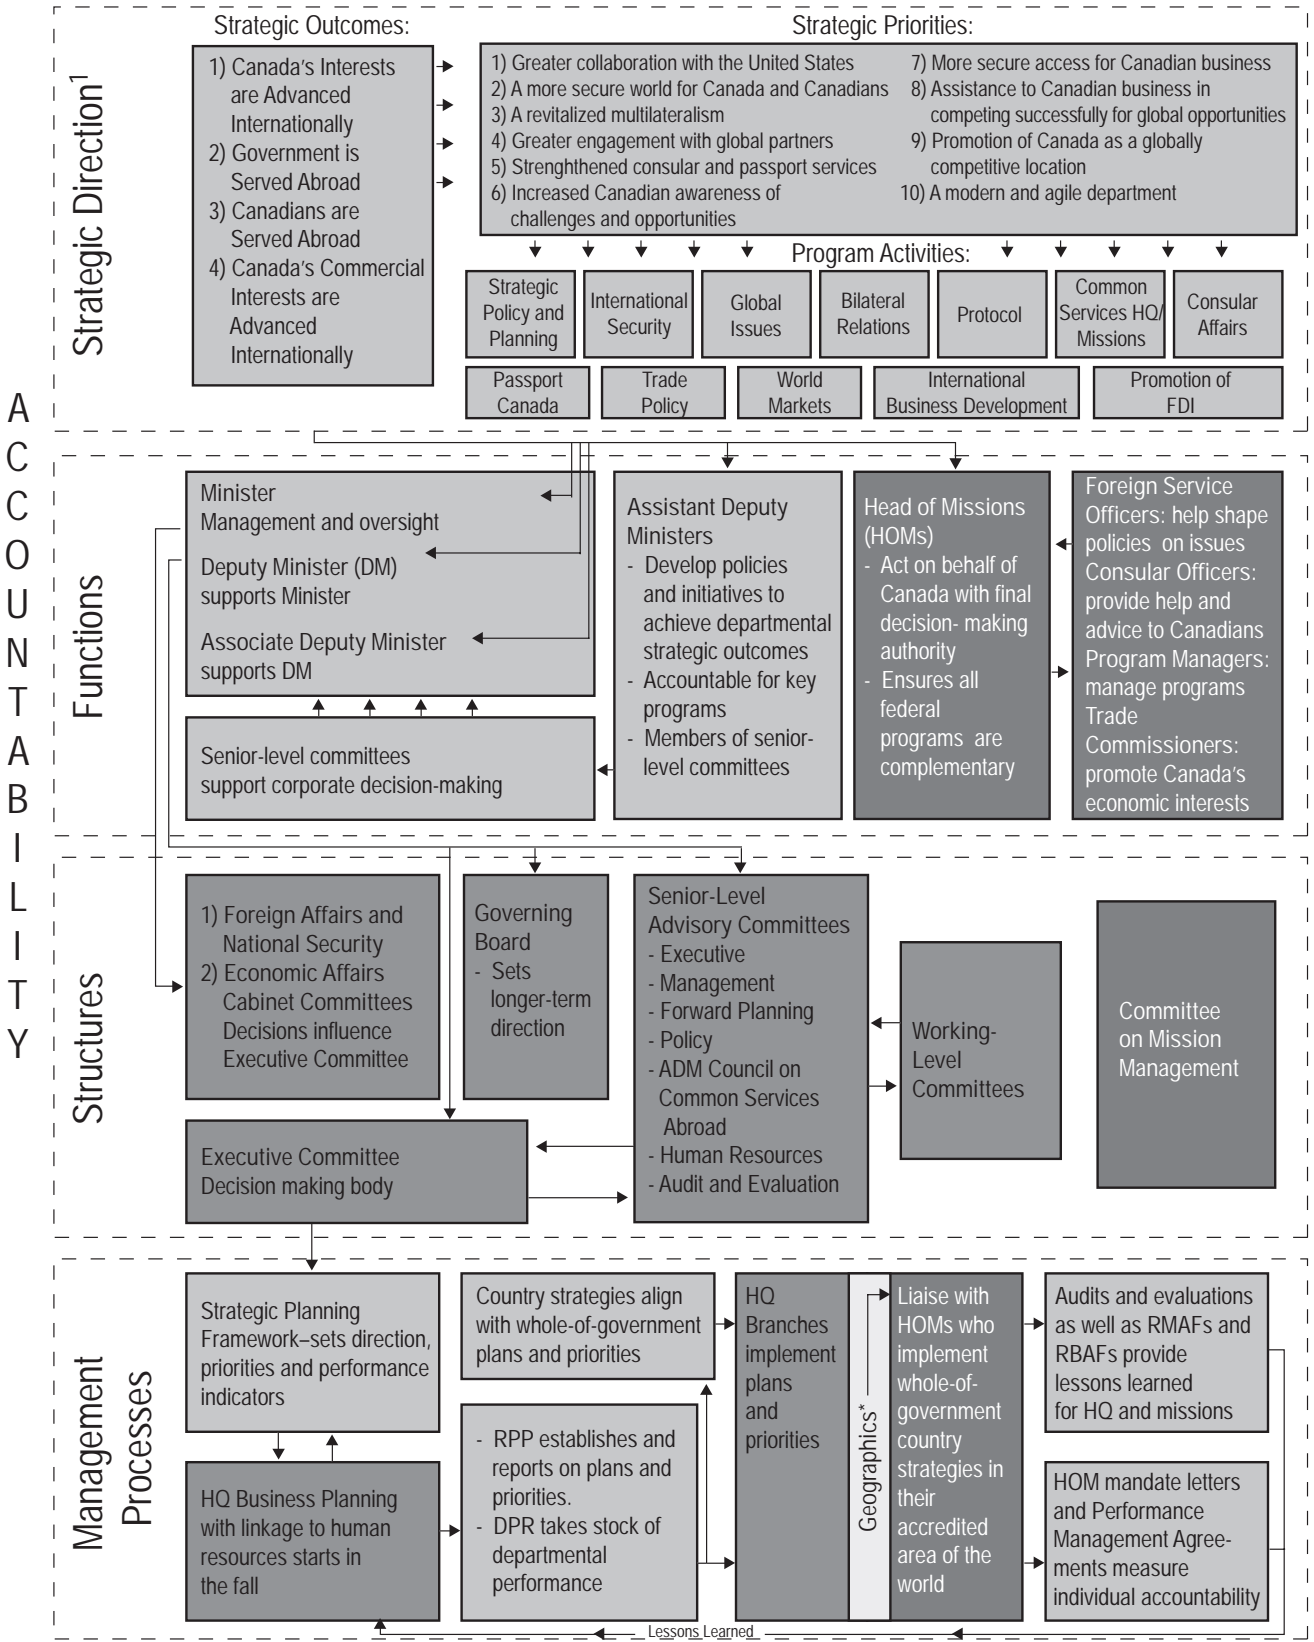 ACCOUNTABILITY
Strategic Direction1
Strategic Outcomes:
1) Canada's Interests
are Advanced
Internationally
2) Government is
Served Abroad
3) Canadians are
Served Abroad
4) Canada's Commercial
Interests are
Advanced
Internationally
Strategic Priorities:
1) Greater collaboration with the United States
2) A more secure world for Canada and Canadians
3) A revitalized multilateralism
4) Greater engagement with global partners
5) Strenghthened consular and passport services
6) Increased Canadian awareness of
challenges and opportunities
7) More secure access for Canadian business
8) Assistance to Canadian business in
competing successfully for global opportunities
9) Promotion of Canada as a globally
competitive location
10) A modern and agile department
Program Activities:
Strategic
Policy and
Planning
International
Security
Global
Issues
Bilateral
Relations
Protocol
Common
Services HQ/
Missions
Consular
Affairs
Passport
Canada
Trade
Policy
World
Markets
International
Business Development
Promotion of
FDI
Functions
Minister
Management and oversight
Deputy Minister (DM)
supports Minister
Associate Deputy Minister
supports DM
Senior-level committees
support corporate decision-making
Assistant Deputy
Ministers
- Develop policies
and initiatives to
achieve departmental
strategic outcomes
- Accountable for key
programs
- Members of senior-
level committees
Head of Missions
(HOMs)
- Act on behalf of
Canada with final
decision- making
authority
- Ensures all
federal
programs are
complementary
Foreign Service
Officers: help shape
policies on issues
Consular Officers:
provide help and
advice to Canadians
Program Managers:
manage programs
Trade
Commissioners:
promote Canada's
economic interests
Structures
1) Foreign Affairs and
National Security
2) Economic Affairs
Cabinet Committees
Decisions influence
Executive Committee
Governing
Board
- Sets
longer-term
direction
Senior-Level
Advisory Committees
- Executive
- Management
- Forward Planning
- Policy
- ADM Council on
Common Services
Abroad
- Human Resources
- Audit and Evaluation
Working-
Level
Committees
Committee
on Mission
Management
Executive Committee
Decision making body
Management
Processes
Strategic Planning
Framework–sets direction,
priorities and performance
indicators
HQ Business Planning
with linkage to human
resources starts in
the fall
Country strategies align
with whole-of-government
plans and priorities
- RPP establishes and
reports on plans and
priorities.
- DPR takes stock of
departmental
performance
HQ
Branches
implement
plans
and
priorities
Geographics*
Liaise with
HOMs who
implement
whole-of-
government
country
strategies in
their
accredited
area of the
world
Audits and evaluations
as well as RMAFs and
RBAFs provide
lessons learned
for HQ and missions
HOM mandate letters
and Performance
Management Agree-
ments measure
individual accountability
Lessons Learned